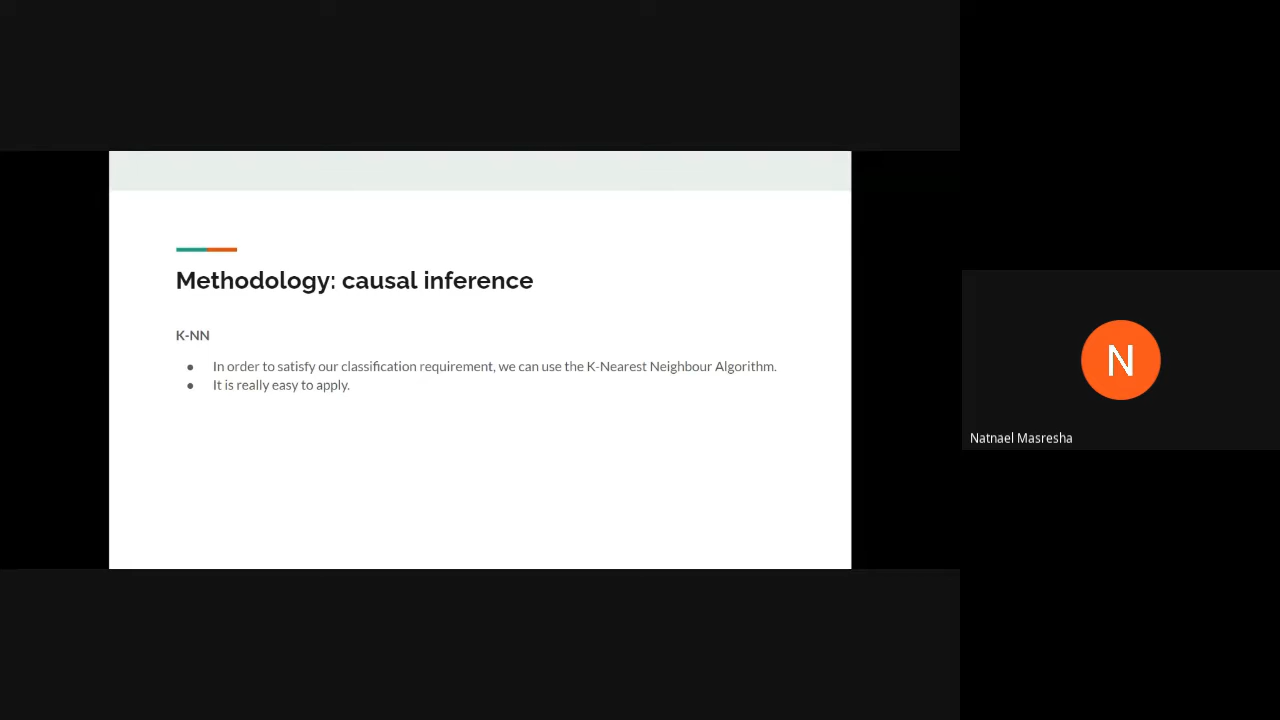 Methodology: causal inference
K-NN
● In order to satisfy our classification requirement, we can use the K-Nearest Neighbour Algorithm.
● It is really easy to apply.
N
Natnael Masresha